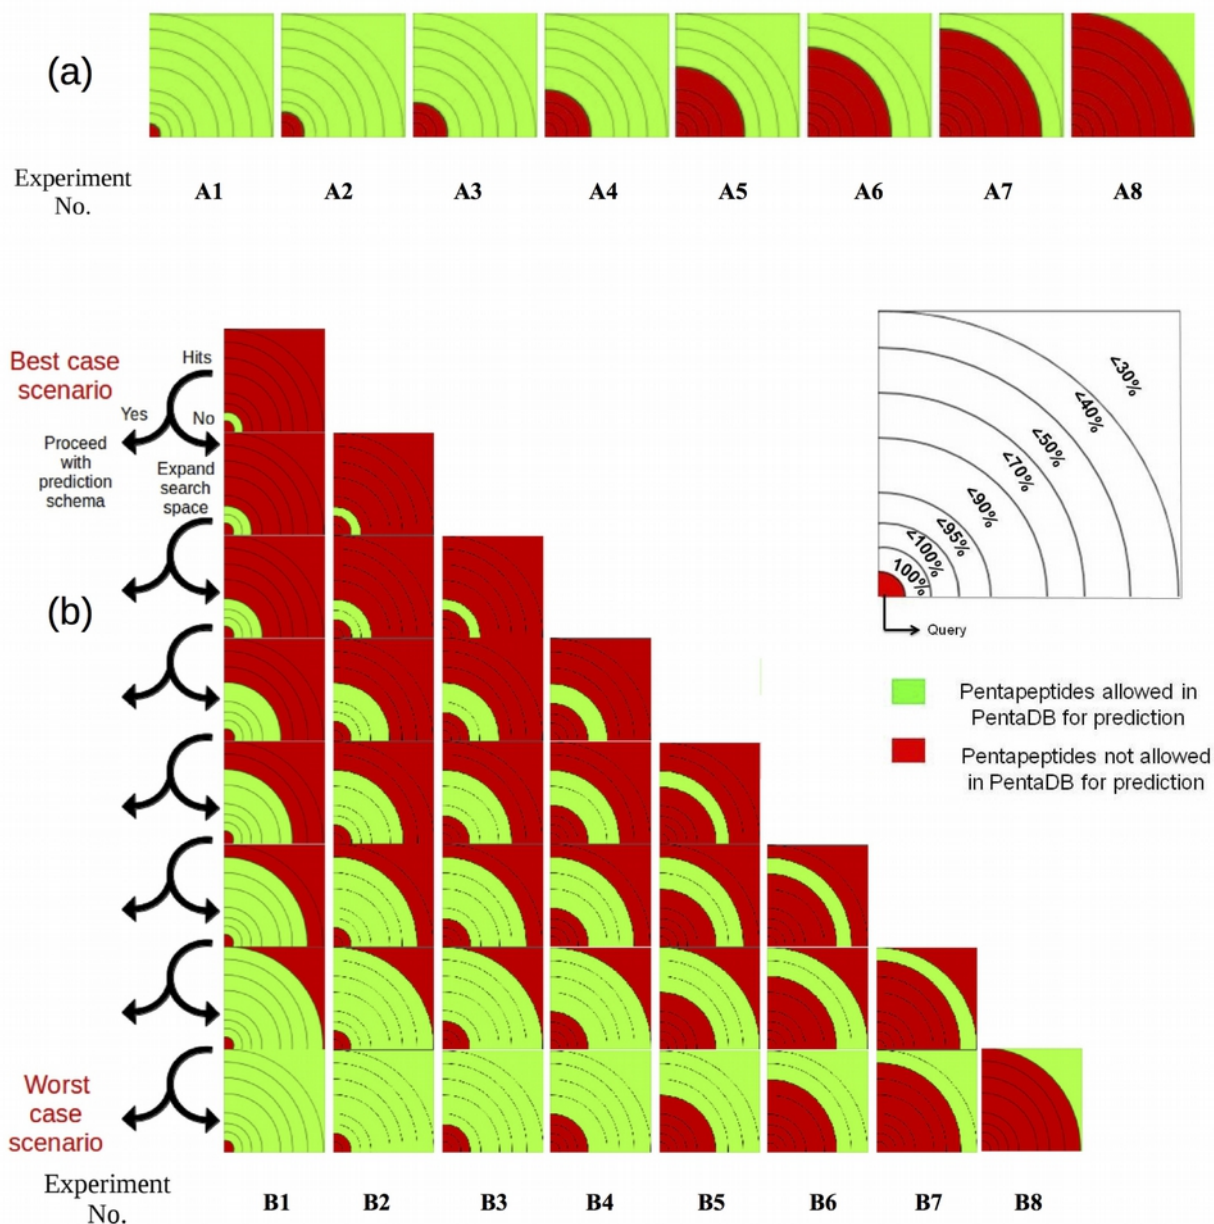 (a)
Experiment
No.
A1
A2
A3
A4
A5
A6
A7
A8
Best case
scenario
Hits
Yes
No
Proceed
with
prediction
schema
Expand
search
space
(b)
<30%
<40%
<50%
<70%
<90%
<95%
<100%
100%
Query
Pentapeptides allowed in
PentaDB for prediction
Pentapeptides not allowed
in PentaDB for prediction
Worst
case
scenario
Experiment
No.
B1
B2
B3
B4
B5
B6
B7
B8